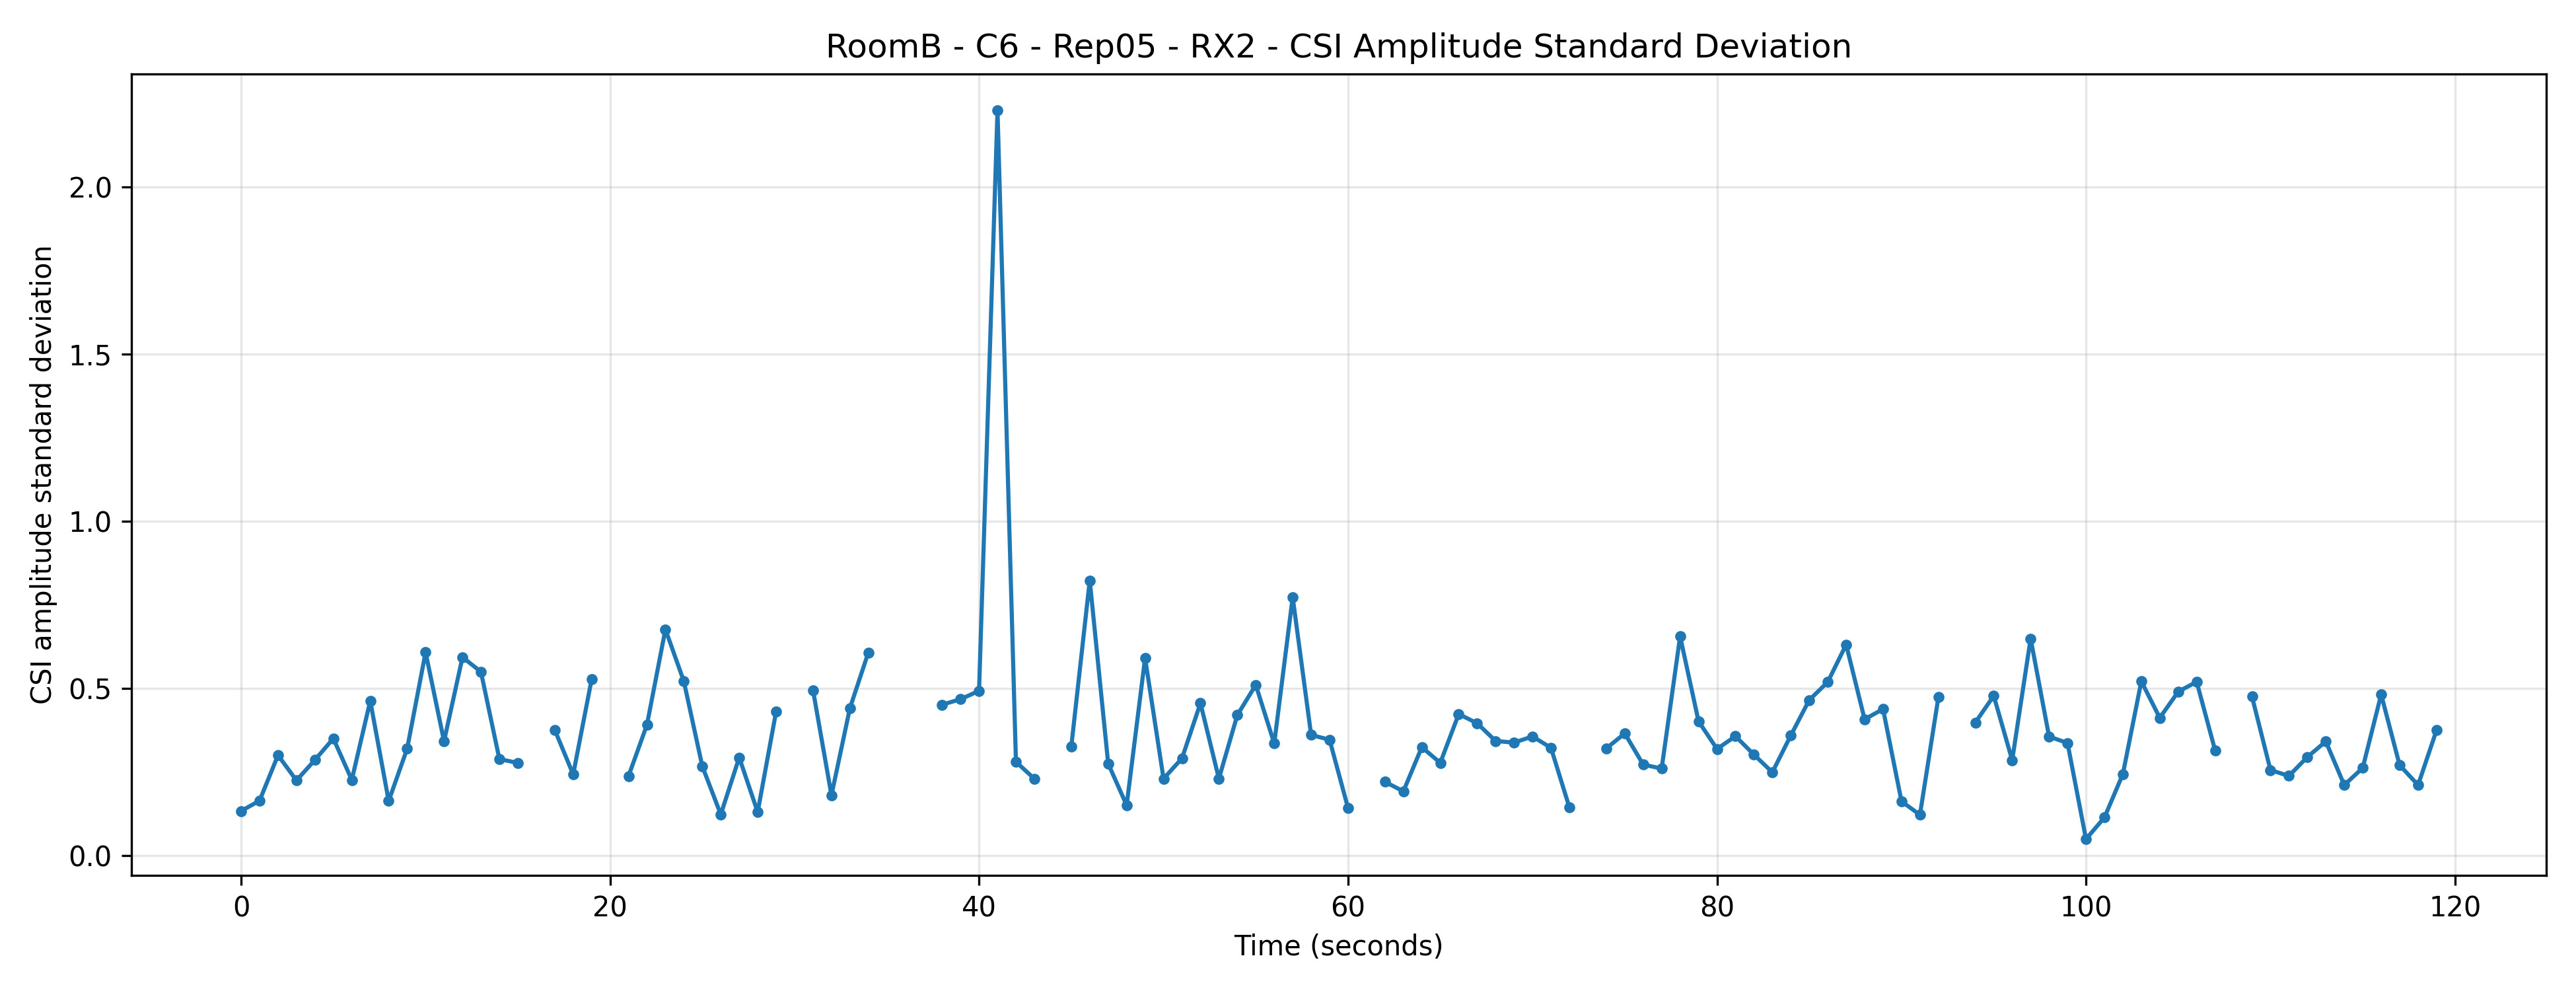 RoomB - C6 - Rep05 - RX2 - CSI Amplitude Standard Deviation
CSI amplitude standard deviation
2.0
1.5
1.0
0.5
0.0
0 20 40 60 80 100 120
Time (seconds)